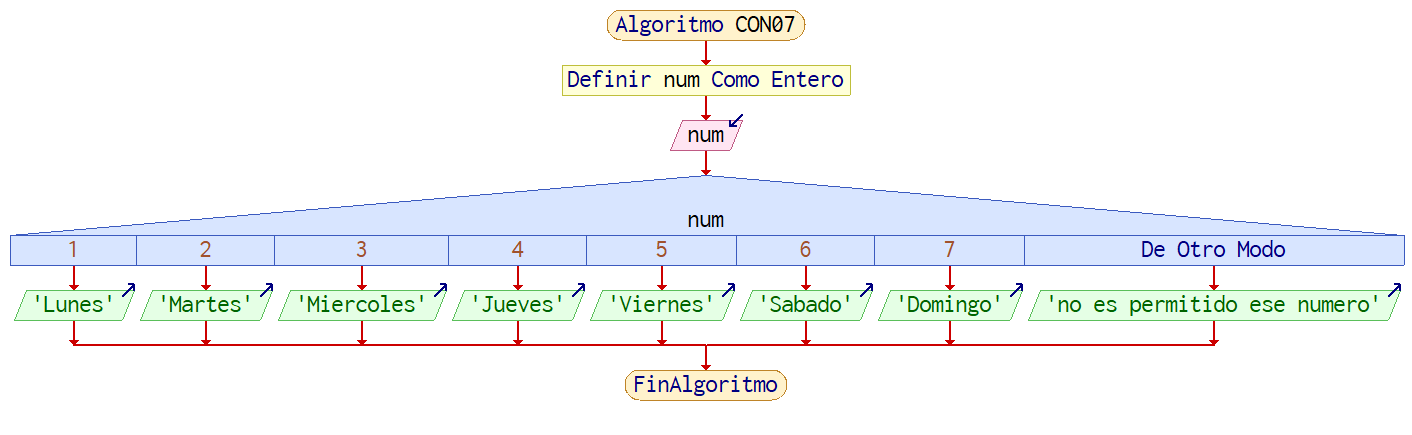 Algoritmo CON07
Definir num Como Entero
num
num
1 2 3 4 5 6 7 De Otro Modo
'Lunes' 'Martes' 'Miercoles' 'Jueves' 'Viernes' 'Sabado' 'Domingo' 'no es permitido ese numero'
FinAlgoritmo